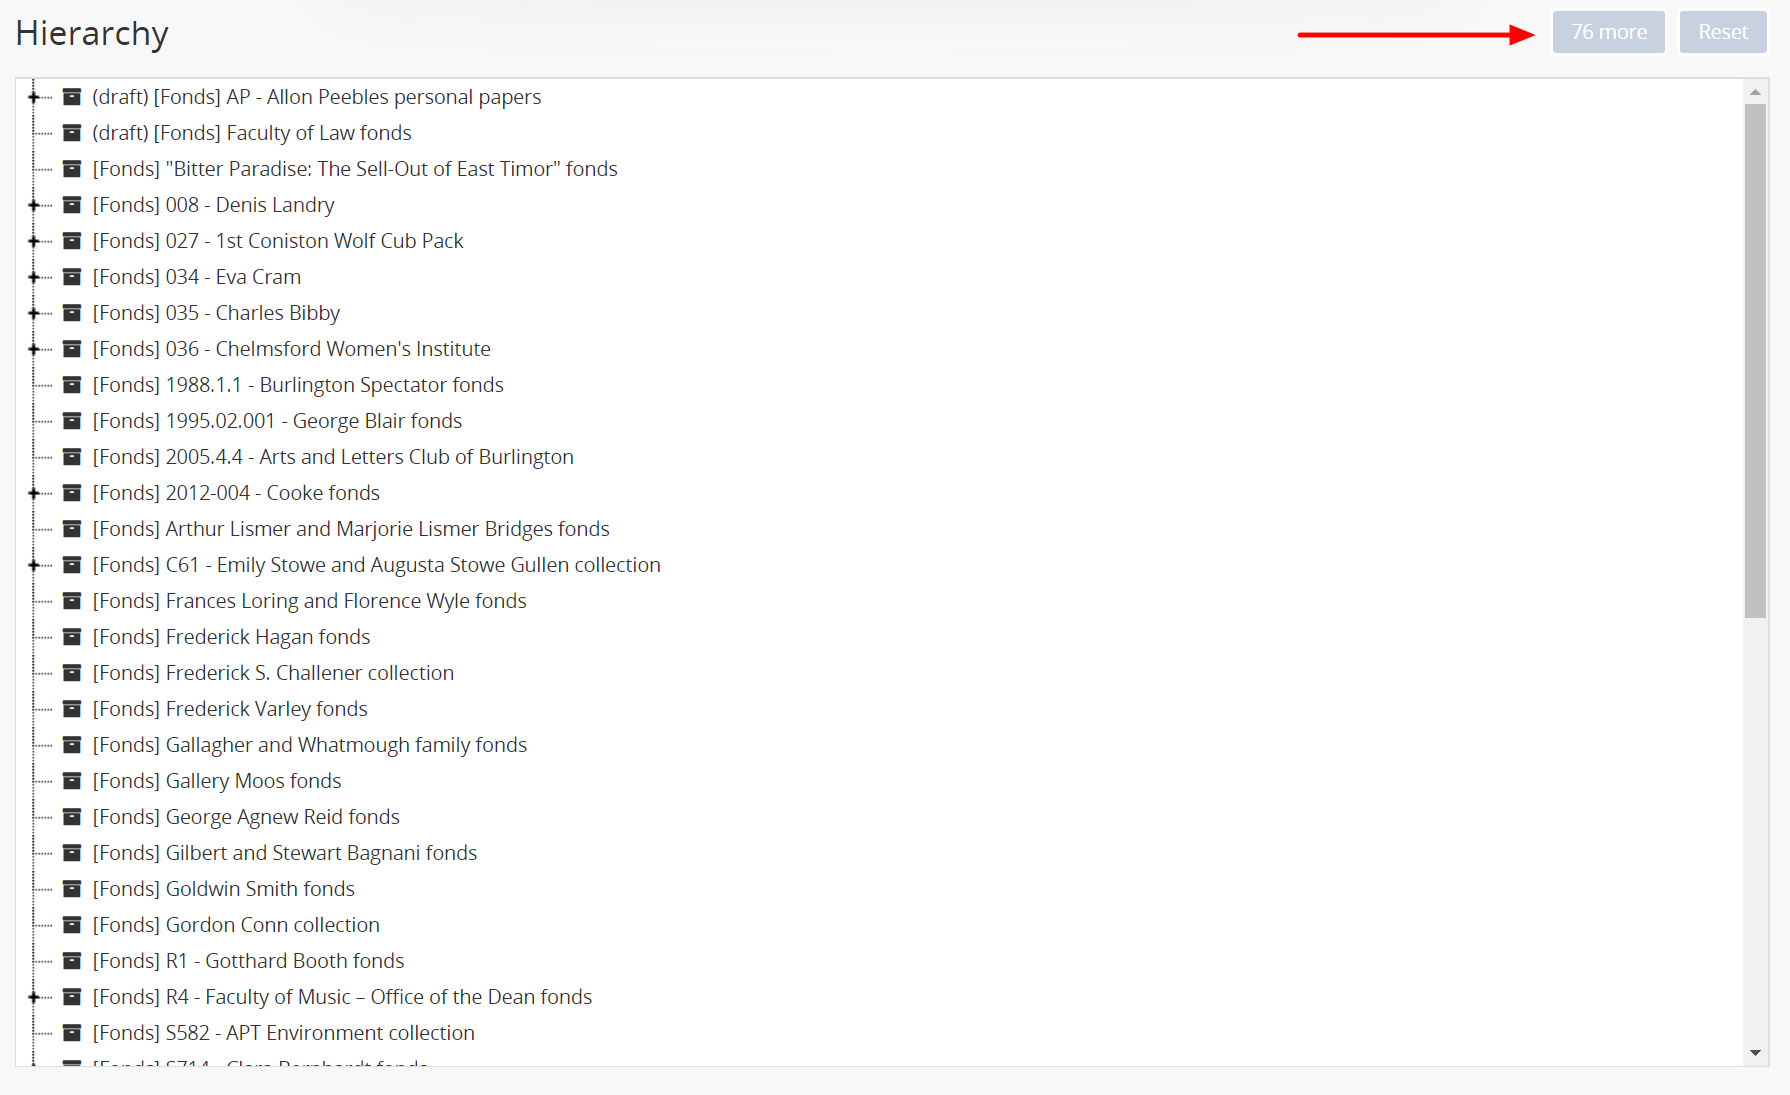 Hierarchy
76 more
Reset
(draft) [Fonds] AP - Allon Peebles personal papers
(draft) [Fonds] Faculty of Law fonds
[Fonds] "Bitter Paradise: The Sell-Out of East Timor" fonds
[Fonds] 008 - Denis Landry
[Fonds] 027 - 1st Coniston Wolf Cub Pack
[Fonds] 034 - Eva Cram
[Fonds] 035 - Charles Bibby
[Fonds] 036 - Chelmsford Women's Institute
[Fonds] 1988.1.1 - Burlington Spectator fonds
[Fonds] 1995.02.001 - George Blair fonds
[Fonds] 2005.4.4 - Arts and Letters Club of Burlington
[Fonds] 2012-004 - Cooke fonds
[Fonds] Arthur Lismer and Marjorie Lismer Bridges fonds
[Fonds] C61 - Emily Stowe and Augusta Stowe Gullen collection
[Fonds] Frances Loring and Florence Wyle fonds
[Fonds] Frederick Hagan fonds
[Fonds] Frederick S. Challener collection
[Fonds] Frederick Varley fonds
[Fonds] Gallagher and Whatmough family fonds
[Fonds] Gallery Moos fonds
[Fonds] George Agnew Reid fonds
[Fonds] Gilbert and Stewart Bagnani fonds
[Fonds] Goldwin Smith fonds
[Fonds] Gordon Conn collection
[Fonds] R1 - Gotthard Booth fonds
[Fonds] R4 - Faculty of Music – Office of the Dean fonds
[Fonds] S582 - APT Environment collection
[Fonds] S714 - Clara Bernhardt fonds